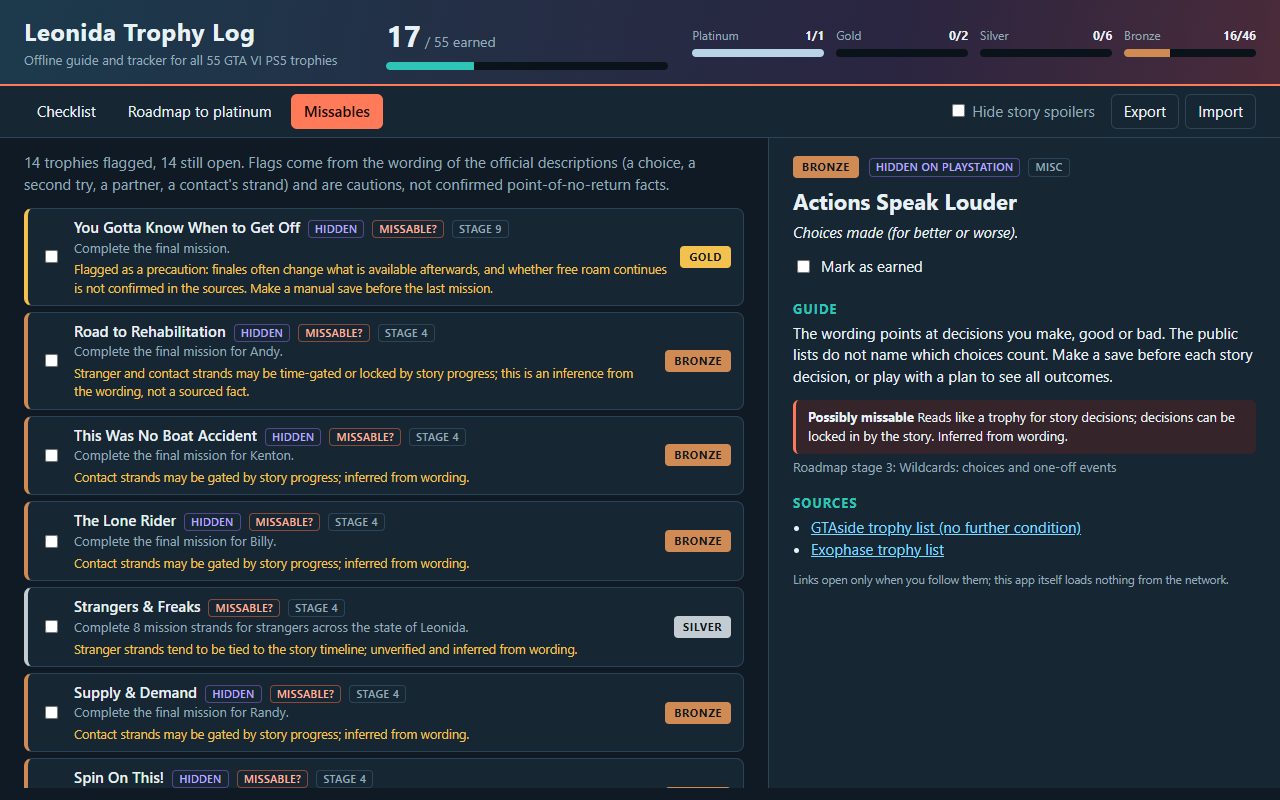 Leonida Trophy Log
Offline guide and tracker for all 55 GTA VI PS5 trophies
17 / 55 earned
Platinum 1/1
Gold 0/2
Silver 0/6
Bronze 16/46
Checklist
Roadmap to platinum
Missables
Hide story spoilers
Export
Import
14 trophies flagged, 14 still open. Flags come from the wording of the official descriptions (a choice, a
second try, a partner, a contact's strand) and are cautions, not confirmed point-of-no-return facts.
You Gotta Know When to Get Off HIDDEN MISSABLE? STAGE 9
Complete the final mission.
Flagged as a precaution: finales often change what is available afterwards, and whether free roam continues
is not confirmed in the sources. Make a manual save before the last mission.
GOLD
Road to Rehabilitation HIDDEN MISSABLE? STAGE 4
Complete the final mission for Andy.
Stranger and contact strands may be time-gated or locked by story progress; this is an inference from
the wording, not a sourced fact.
BRONZE
This Was No Boat Accident HIDDEN MISSABLE? STAGE 4
Complete the final mission for Kenton.
Contact strands may be gated by story progress; inferred from wording.
BRONZE
The Lone Rider HIDDEN MISSABLE? STAGE 4
Complete the final mission for Billy.
Contact strands may be gated by story progress; inferred from wording.
BRONZE
Strangers & Freaks MISSABLE? STAGE 4
Complete 8 mission strands for strangers across the state of Leonida.
Stranger strands tend to be tied to the story timeline; unverified and inferred from wording.
SILVER
Supply & Demand HIDDEN MISSABLE? STAGE 4
Complete the final mission for Randy.
Contact strands may be gated by story progress; inferred from wording.
BRONZE
Spin On This! HIDDEN MISSABLE? STAGE 4
BRONZE HIDDEN ON PLAYSTATION MISC
Actions Speak Louder
Choices made (for better or worse).
Mark as earned
GUIDE
The wording points at decisions you make, good or bad. The public
lists do not name which choices count. Make a save before each story
decision, or play with a plan to see all outcomes.
Possibly missable Reads like a trophy for story decisions; decisions can be
locked in by the story. Inferred from wording.
Roadmap stage 3: Wildcards: choices and one-off events
SOURCES
• GTAside trophy list (no further condition)
• Exophase trophy list
Links open only when you follow them; this app itself loads nothing from the network.